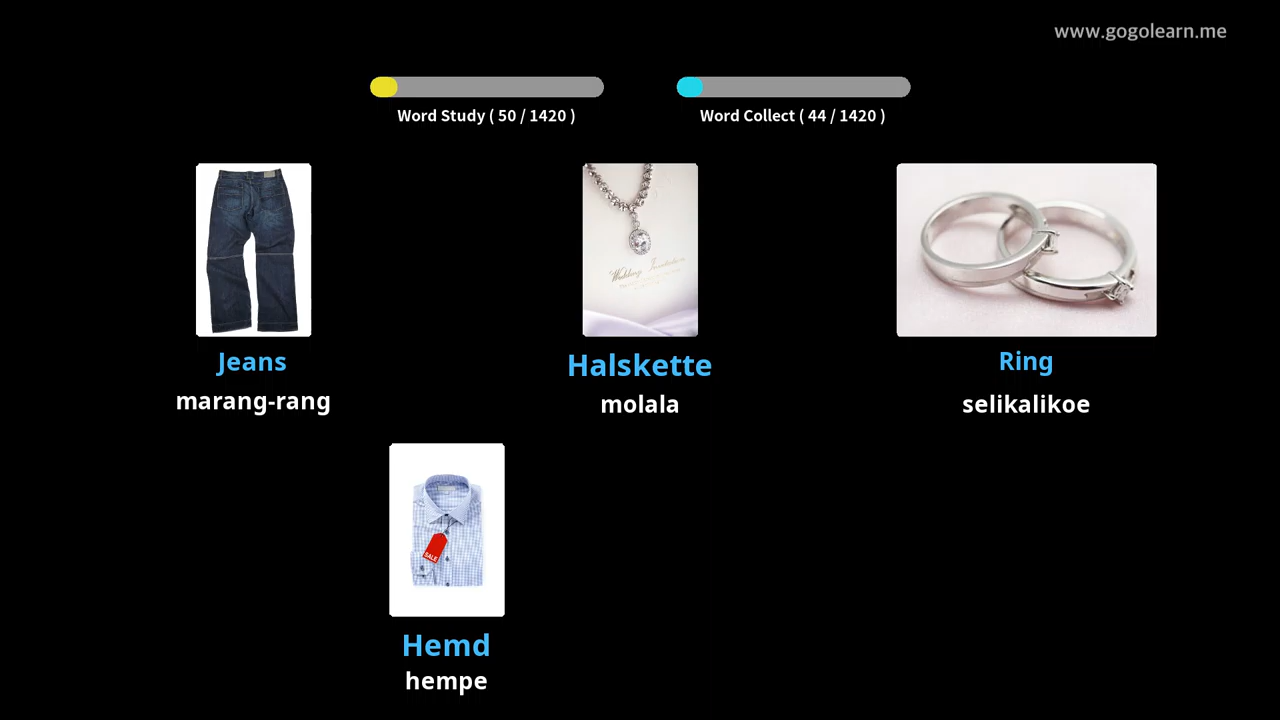 www.gogolearn.me
Word Study ( 50 / 1420 )
Word Collect ( 44 / 1420 )
Jeans
marang-rang
Halskette
molala
Ring
selikalikoe
SALE
Hemd
hempe